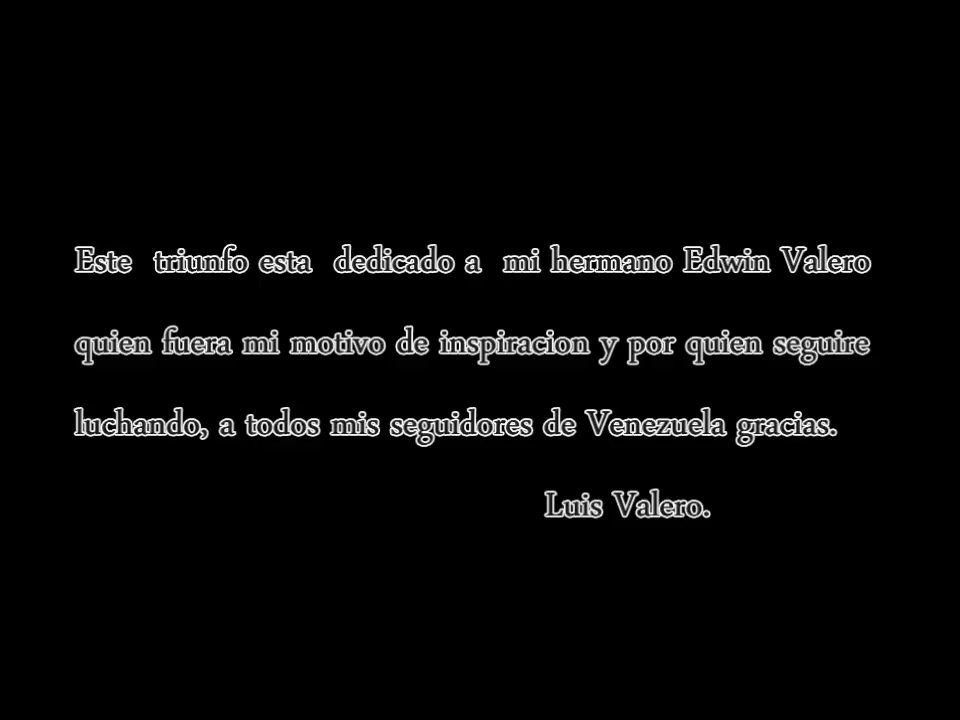 Este triunfo esta dedicado a mi hermano Edwin Valero
quien fuera mi motivo de inspiracion y por quien seguire
luchando, a todos mis seguidores de Venezuela gracias.
Luis Valero.